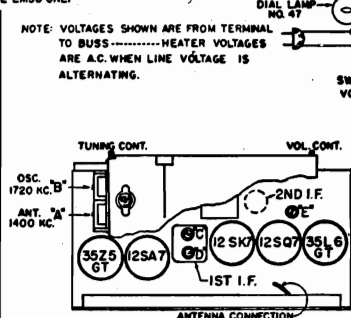 DIAL LAMP
NO. 47
NOTE: VOLTAGES SHOWN ARE FROM TERMINAL
TO BUSS---------HEATER VOLTAGES
ARE A.C. WHEN LINE VOLTAGE IS
ALTERNATING.
TUNING CONT.
VOL. CONT.
OSC. "B"
1720 KC.
ANT. "A"
1400 KC.
2ND I.F.
"E"
"C"
"D"
35Z5
GT
12SA7
12SK7
12SQ7
35L6
GT
1ST I.F.
ANTENNA CONNECTION